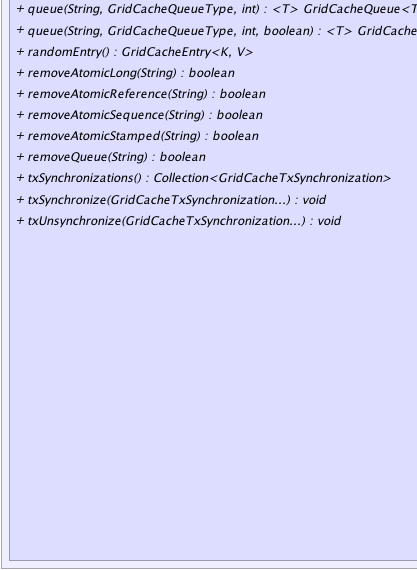 + queue(String, GridCacheQueueType, int) : <T> GridCacheQueue<T
+ queue(String, GridCacheQueueType, int, boolean) : <T> GridCache
+ randomEntry() : GridCacheEntry<K, V>
+ removeAtomicLong(String) : boolean
+ removeAtomicReference(String) : boolean
+ removeAtomicSequence(String) : boolean
+ removeAtomicStamped(String) : boolean
+ removeQueue(String) : boolean
+ txSynchronizations() : Collection<GridCacheTxSynchronization>
+ txSynchronize(GridCacheTxSynchronization...) : void
+ txUnsynchronize(GridCacheTxSynchronization...) : void